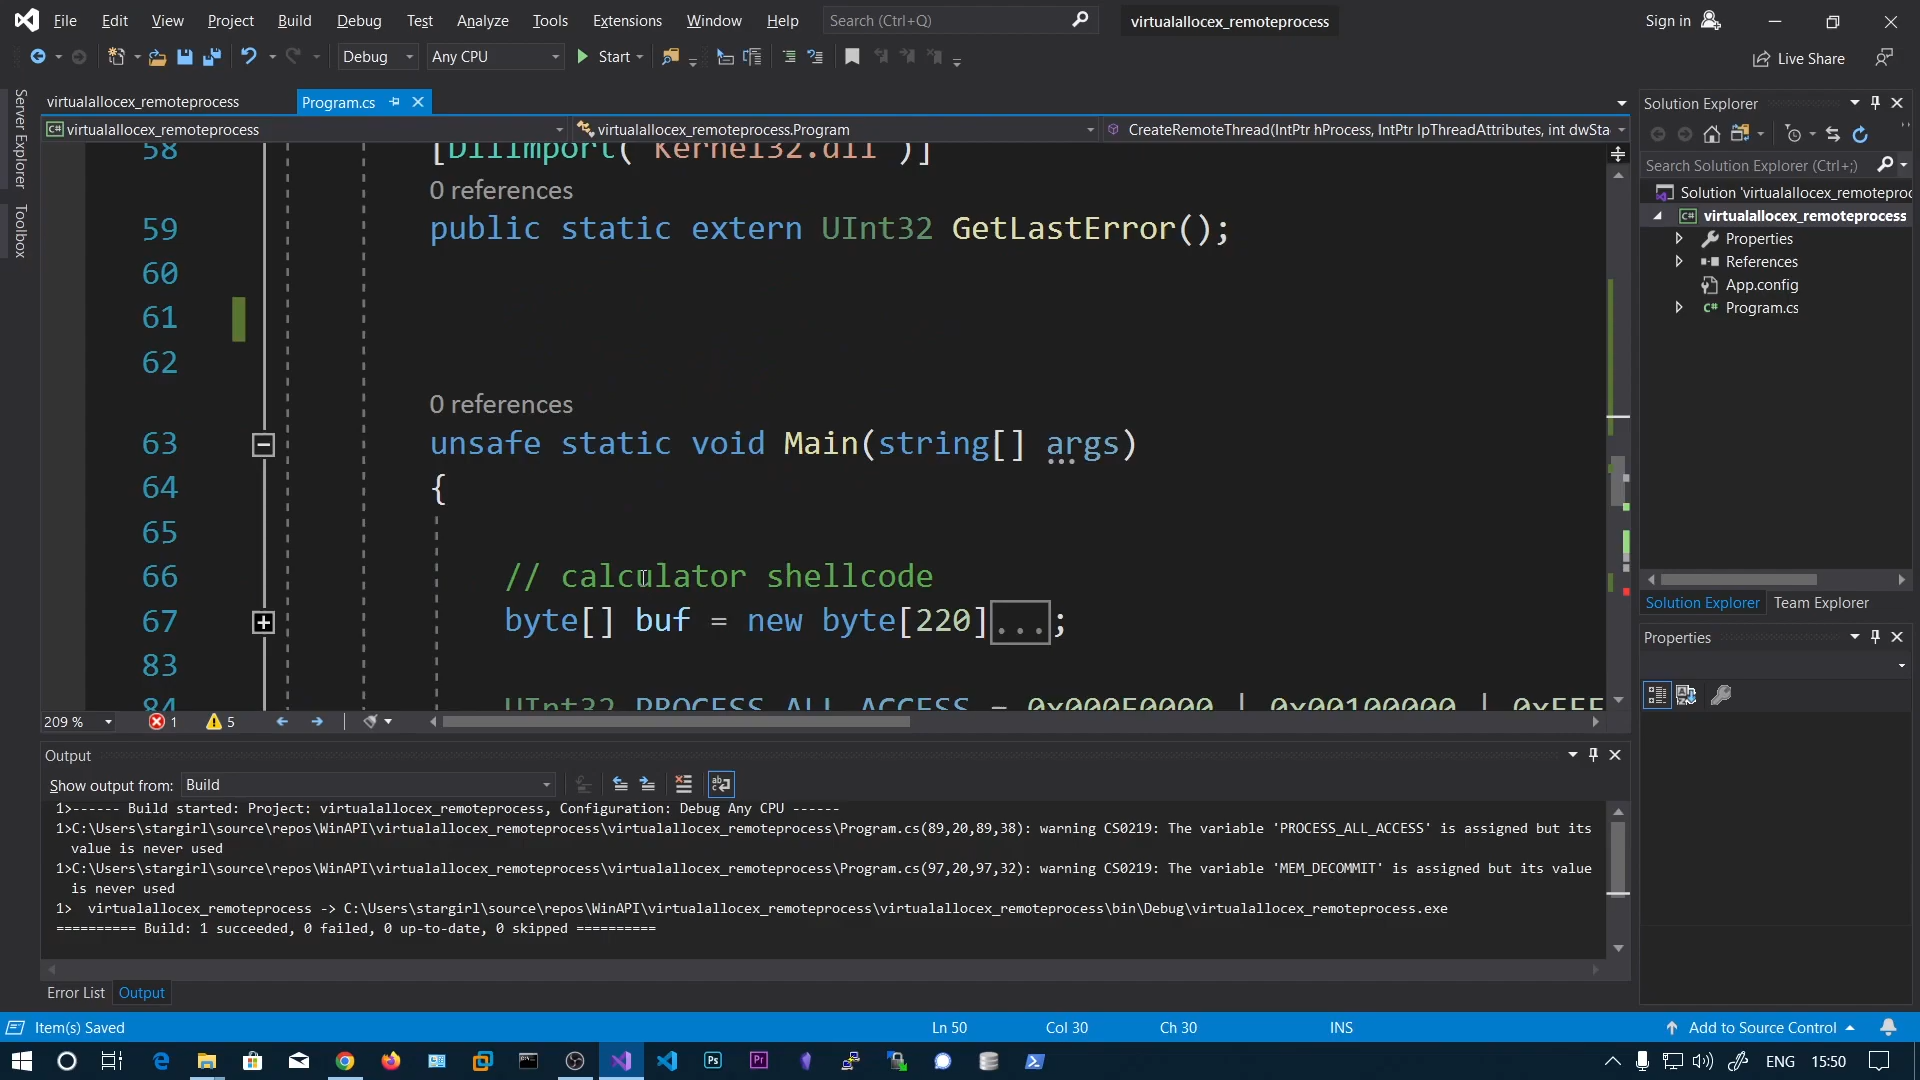 File Edit View Project Build Debug Test Analyze Tools Extensions Window Help Search (Ctrl+Q) virtualallocex_remoteprocess Sign in
Debug Any CPU Start Live Share
virtualallocex_remoteprocess Program.cs
virtualallocex_remoteprocess virtualallocex_remoteprocess.Program CreateRemoteThread(IntPtr hProcess, IntPtr lpThreadAttributes, int dwSta
Server Explorer
Toolbox
58 [DllImport("Kernel32.dll")]
0 references
59 public static extern UInt32 GetLastError();
60
61
62
0 references
63 unsafe static void Main(string[] args)
64 {
65
66 // calculator shellcode
67 byte[] buf = new byte[220]...;
83
84 UInt32 PROCESS_ALL_ACCESS = 0x000F0000 | 0x00100000 | 0xFFF
209 % 1 5
Output
Show output from: Build
1>------ Build started: Project: virtualallocex_remoteprocess, Configuration: Debug Any CPU ------
1>C:\Users\stargirl\source\repos\WinAPI\virtualallocex_remoteprocess\virtualallocex_remoteprocess\Program.cs(89,20,89,38): warning CS0219: The variable 'PROCESS_ALL_ACCESS' is assigned but its
value is never used
1>C:\Users\stargirl\source\repos\WinAPI\virtualallocex_remoteprocess\virtualallocex_remoteprocess\Program.cs(97,20,97,32): warning CS0219: The variable 'MEM_DECOMMIT' is assigned but its value
is never used
1> virtualallocex_remoteprocess -> C:\Users\stargirl\source\repos\WinAPI\virtualallocex_remoteprocess\virtualallocex_remoteprocess\bin\Debug\virtualallocex_remoteprocess.exe
========== Build: 1 succeeded, 0 failed, 0 up-to-date, 0 skipped ==========
Error List Output
Solution Explorer
Search Solution Explorer (Ctrl+;)
Solution 'virtualallocex_remoteproc
virtualallocex_remoteprocess
Properties
References
App.config
Program.cs
Solution Explorer Team Explorer
Properties
Item(s) Saved Ln 50 Col 30 Ch 30 INS Add to Source Control
ENG 15:50